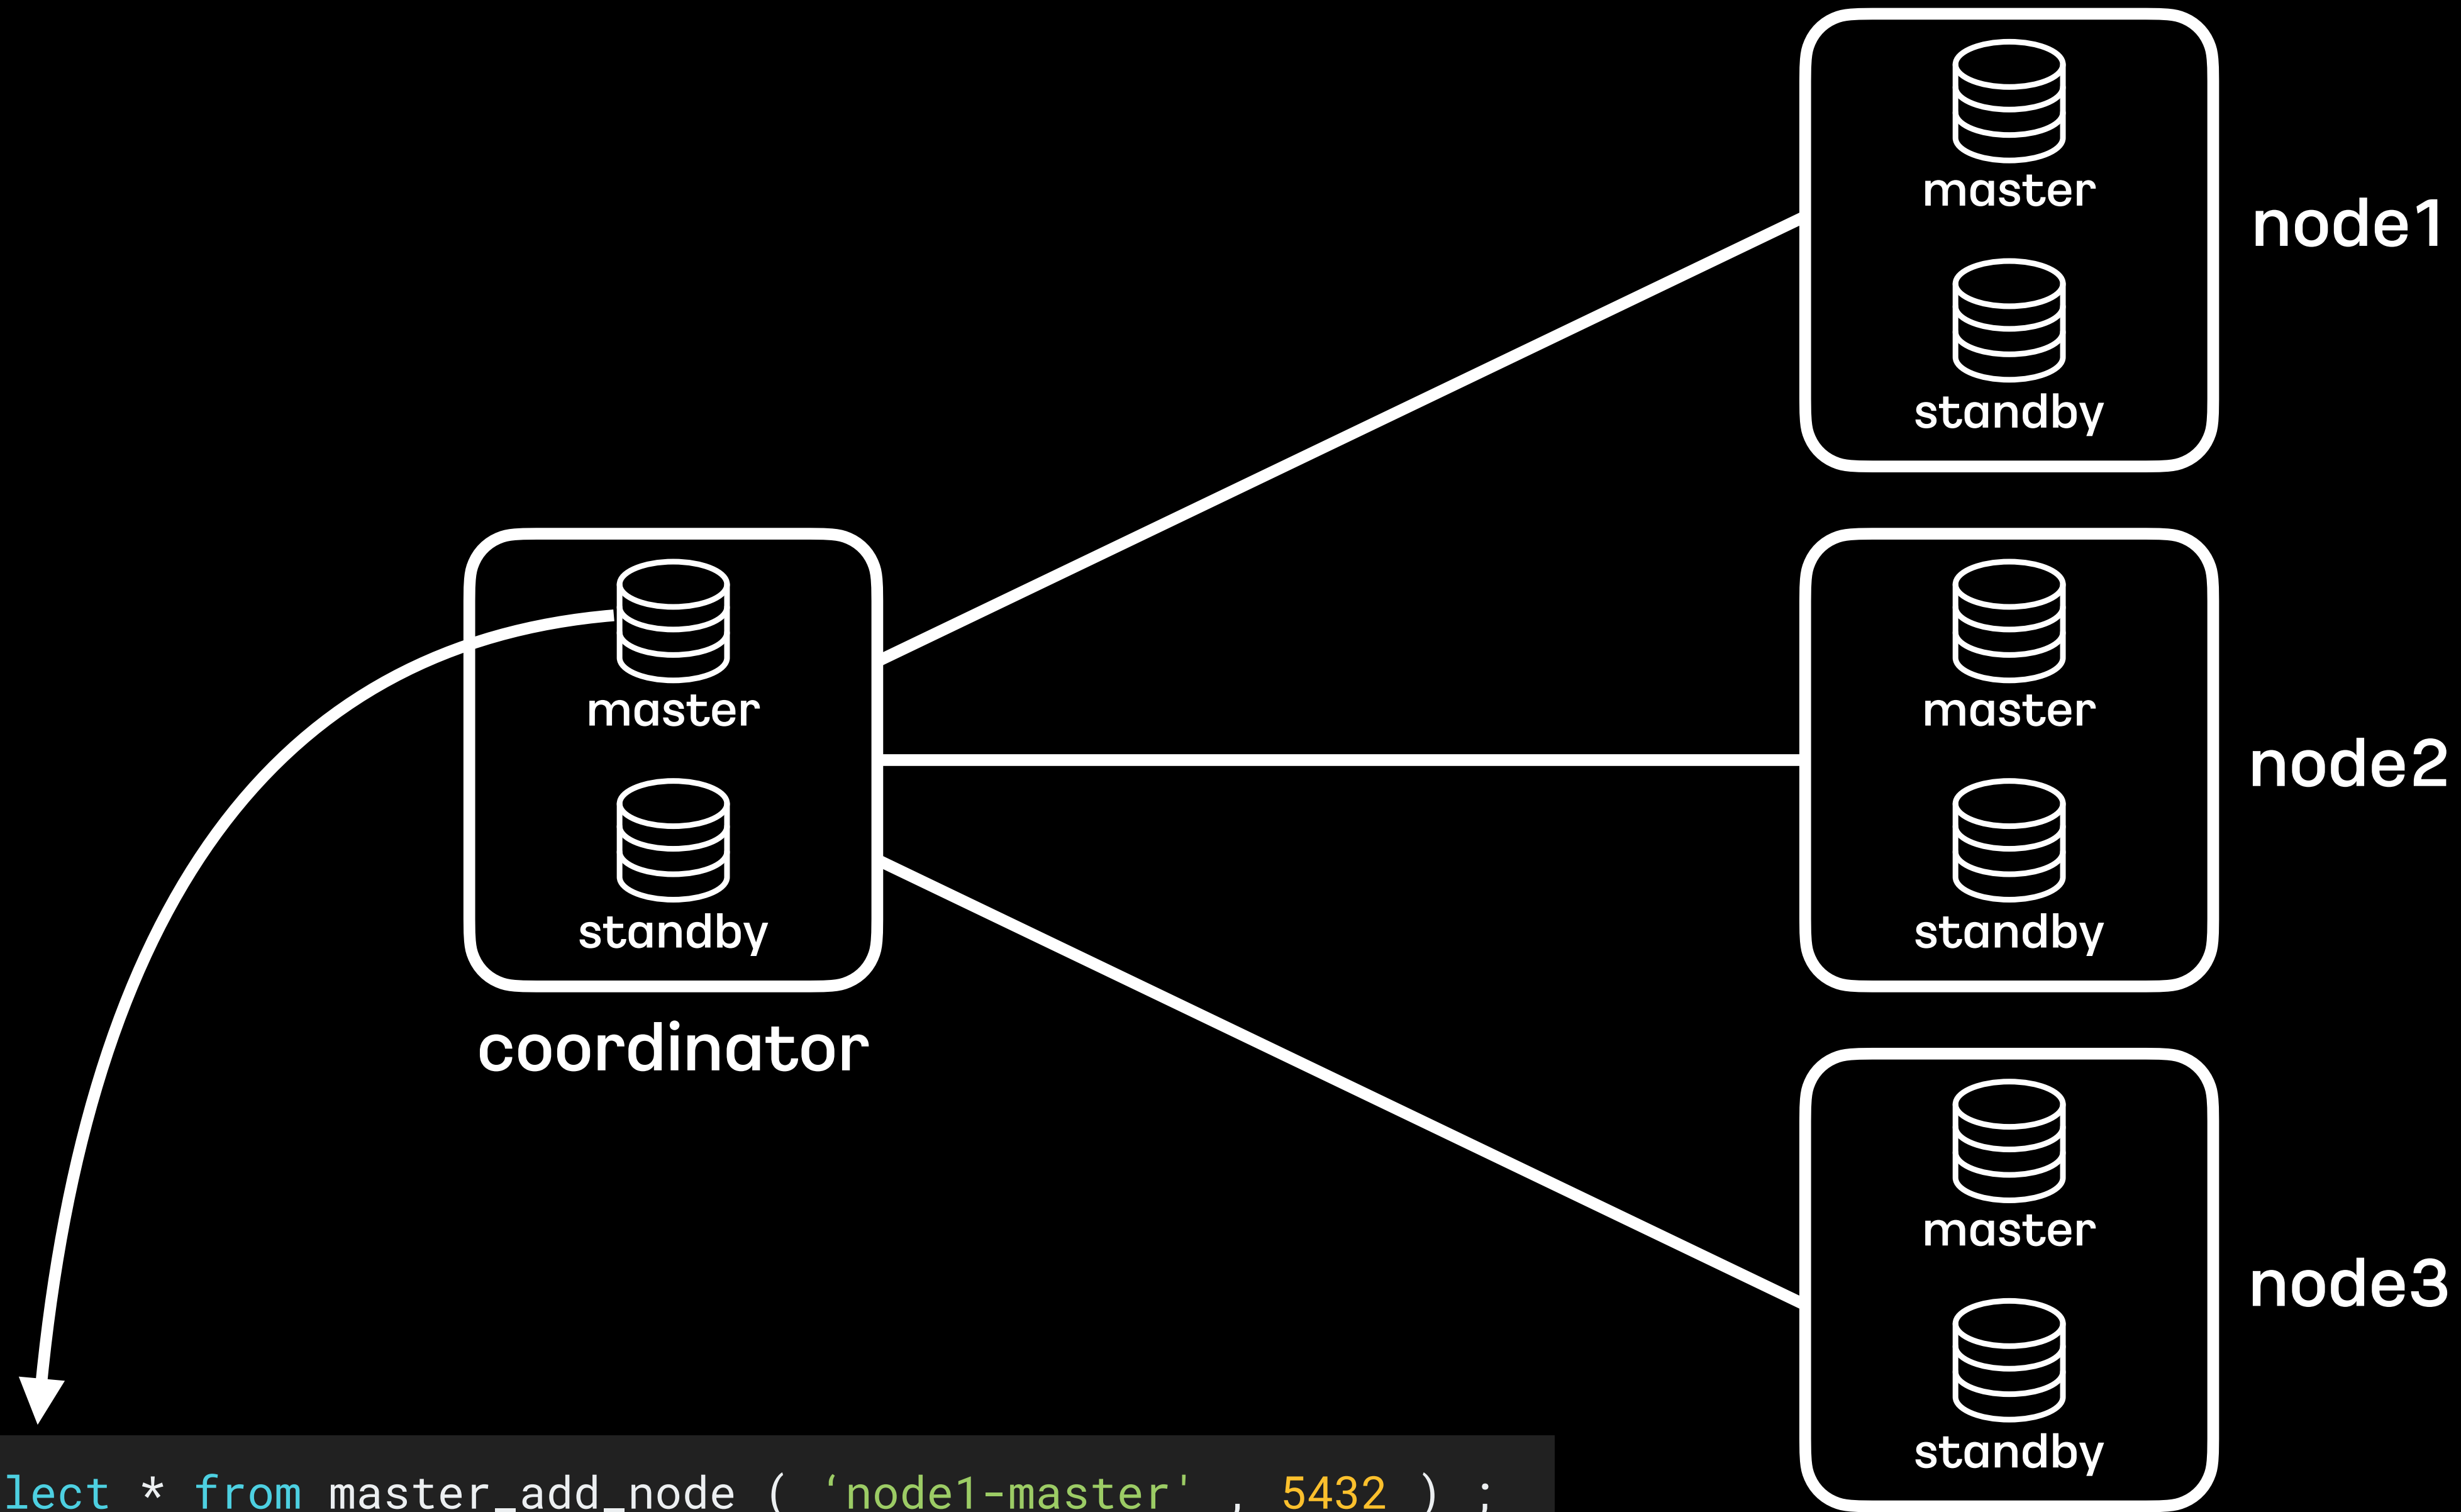 master
node1
standby
master
standby
coordinator
master
node2
standby
master
node3
standby
lect * from master_add_node ( ‘node1-master' , 5432 ) ;